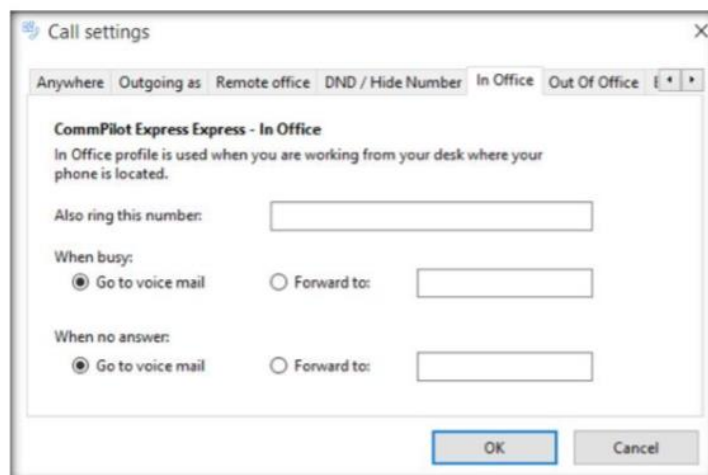 Call settings
Anywhere Outgoing as Remote office DND / Hide Number In Office Out Of Office
CommPilot Express Express - In Office
In Office profile is used when you are working from your desk where your
phone is located.
Also ring this number:
When busy:
Go to voice mail Forward to:
When no answer:
Go to voice mail Forward to:
OK Cancel